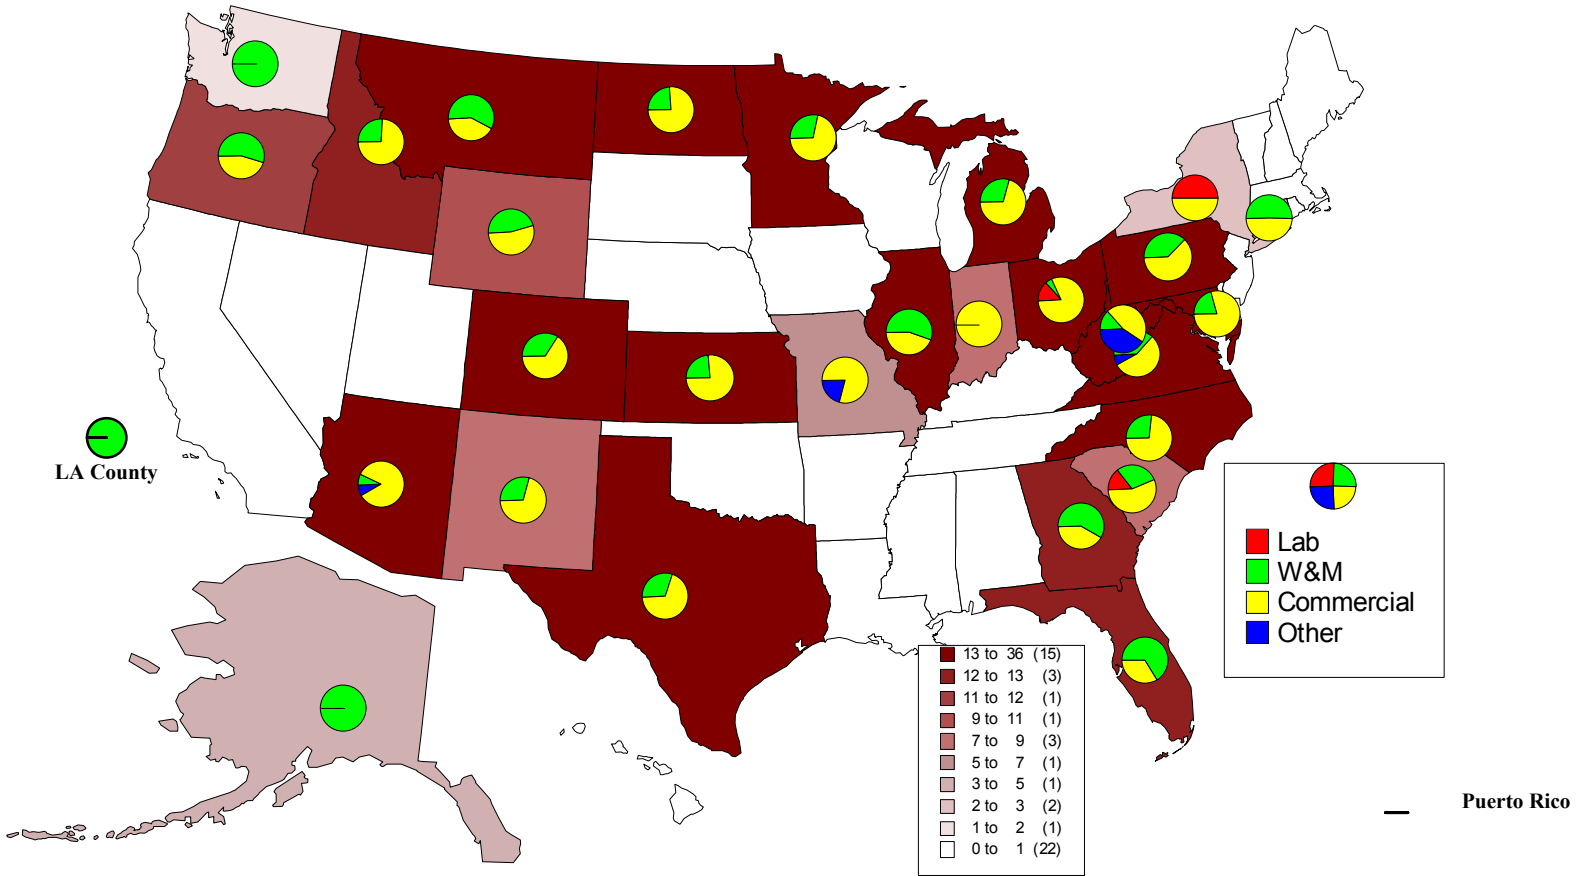 LA County
Lab
W&M
Commercial
Other
13 to 36 (15)
12 to 13 (3)
11 to 12 (1)
9 to 11 (1)
7 to 9 (3)
5 to 7 (1)
3 to 5 (1)
2 to 3 (2)
1 to 2 (1)
0 to 1 (22)
Puerto Rico